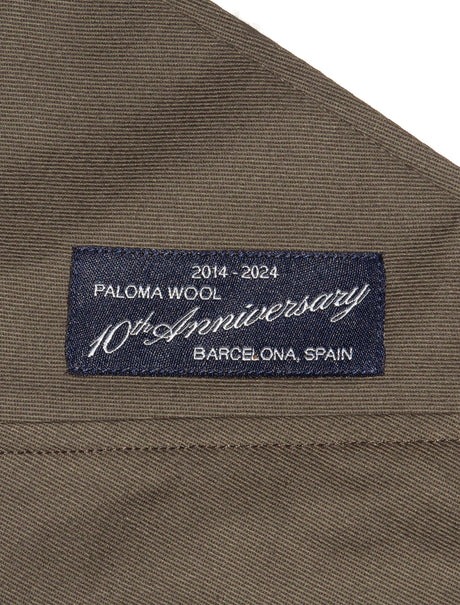 2014 - 2024
PALOMA WOOL
10th Anniversary
BARCELONA, SPAIN